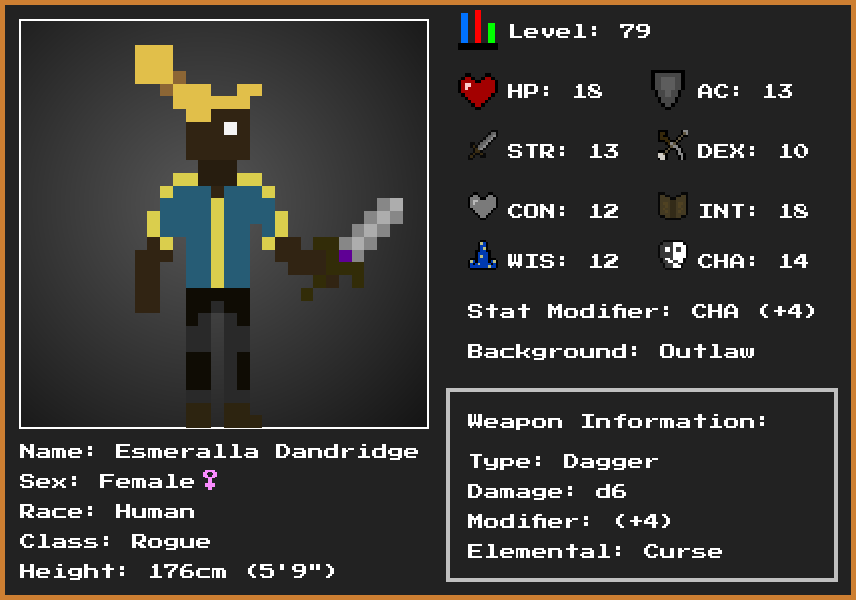 Level: 79
HP: 18 AC: 13
STR: 13 DEX: 10
CON: 12 INT: 18
WIS: 12 CHA: 14
Stat Modifier: CHA (+4)
Background: Outlaw
Weapon Information:
Type: Dagger
Damage: d6
Modifier: (+4)
Elemental: Curse
Name: Esmeralla Dandridge
Sex: Female♀
Race: Human
Class: Rogue
Height: 176cm (5'9")